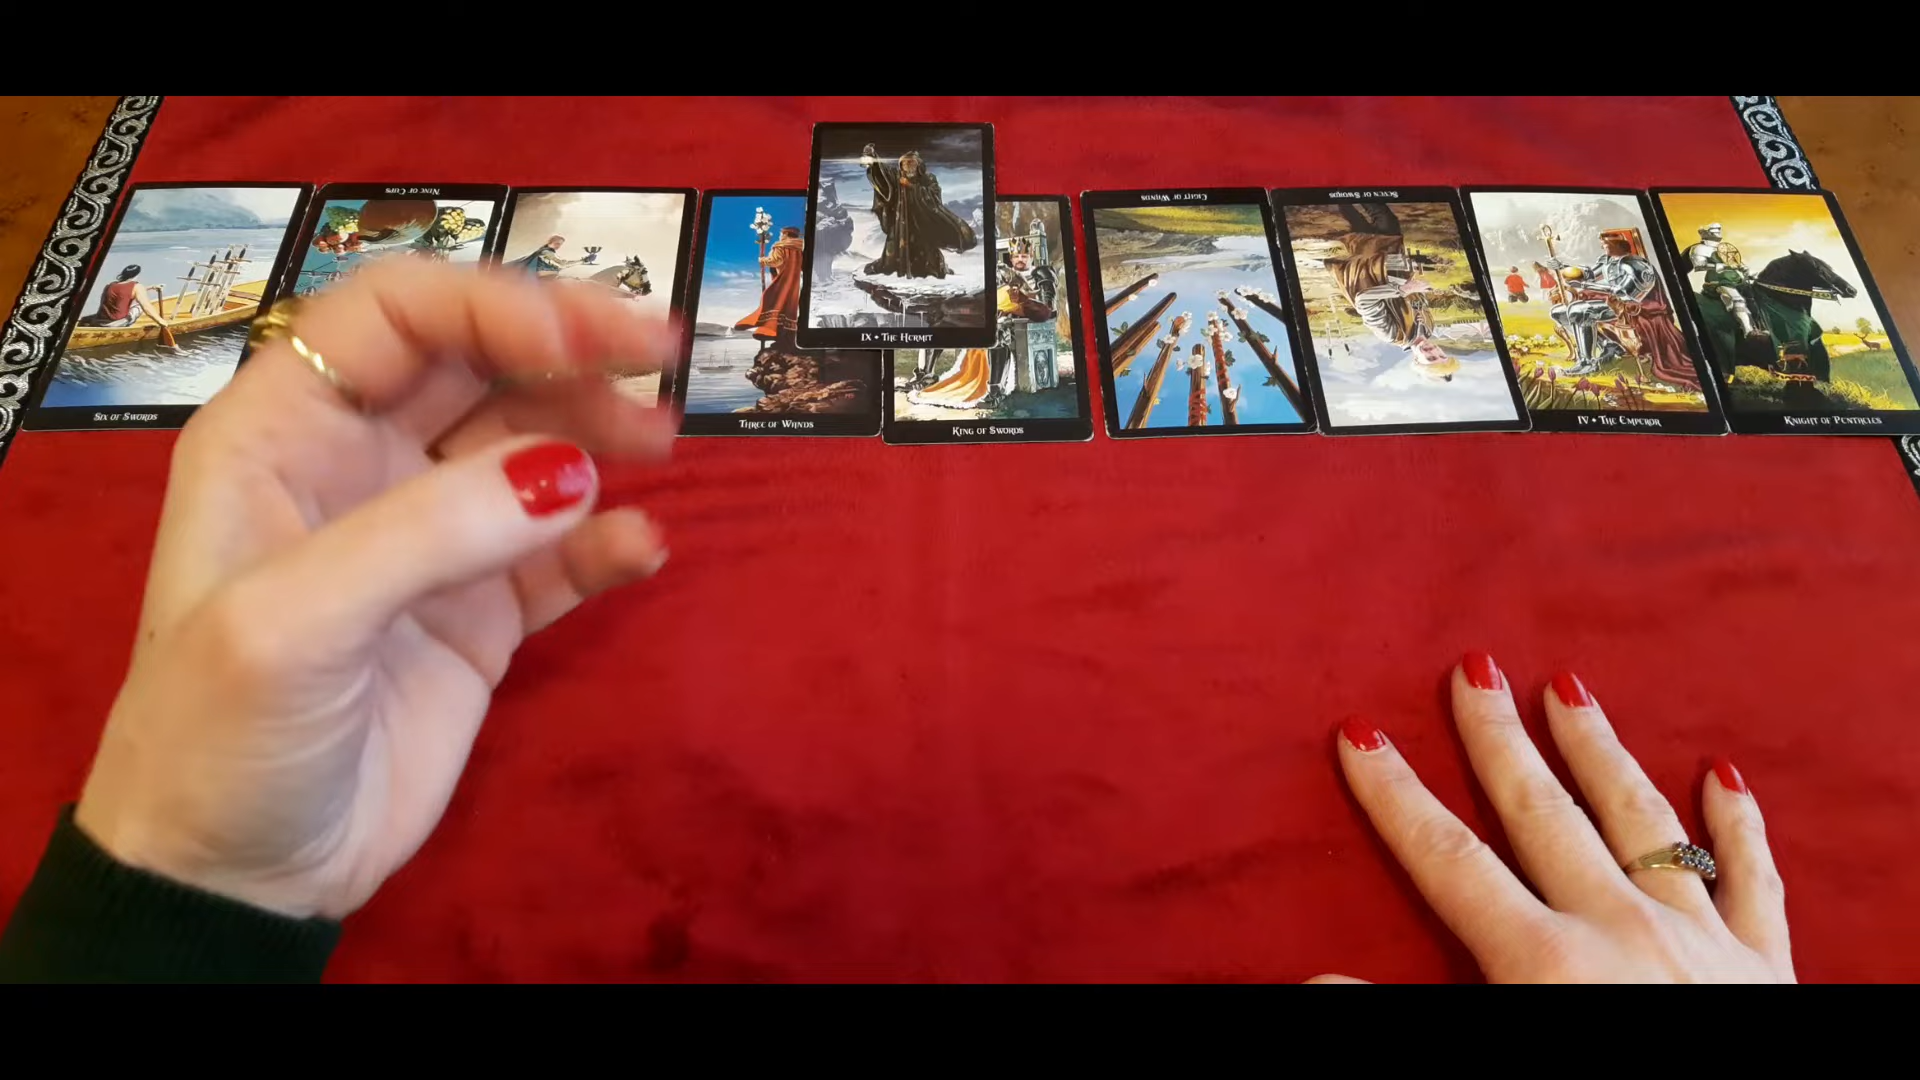 Six of Swords
Nine of Cups
Three of Wands
IX • The Hermit
King of Swords
Eight of Wands
Seven of Swords
IV • The Emperor
Knight of Pentacles